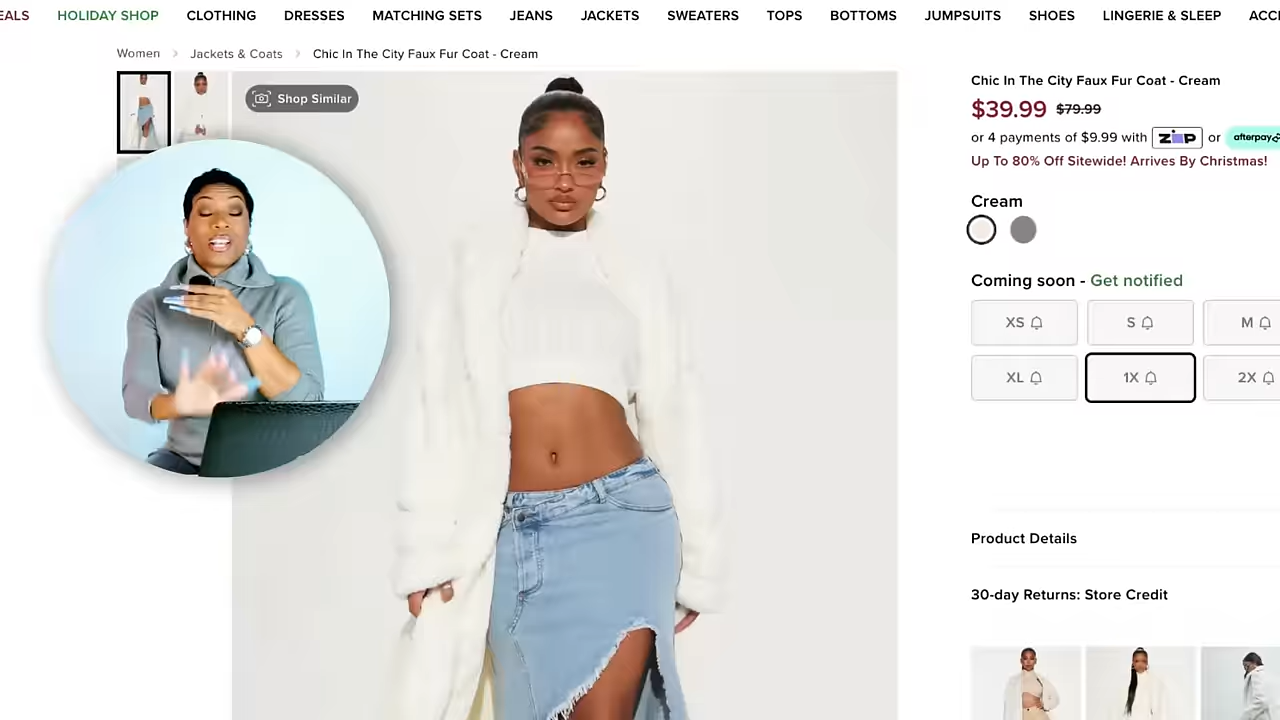 EALS HOLIDAY SHOP CLOTHING DRESSES MATCHING SETS JEANS JACKETS SWEATERS TOPS BOTTOMS JUMPSUITS SHOES LINGERIE & SLEEP ACCE
Women > Jackets & Coats > Chic In The City Faux Fur Coat - Cream
Shop Similar
Chic In The City Faux Fur Coat - Cream
$39.99 $79.99
or 4 payments of $9.99 with ZIP or afterpay
Up To 80% Off Sitewide! Arrives By Christmas!
Cream
Coming soon - Get notified
XS S M
XL 1X 2X
Product Details
30-day Returns: Store Credit